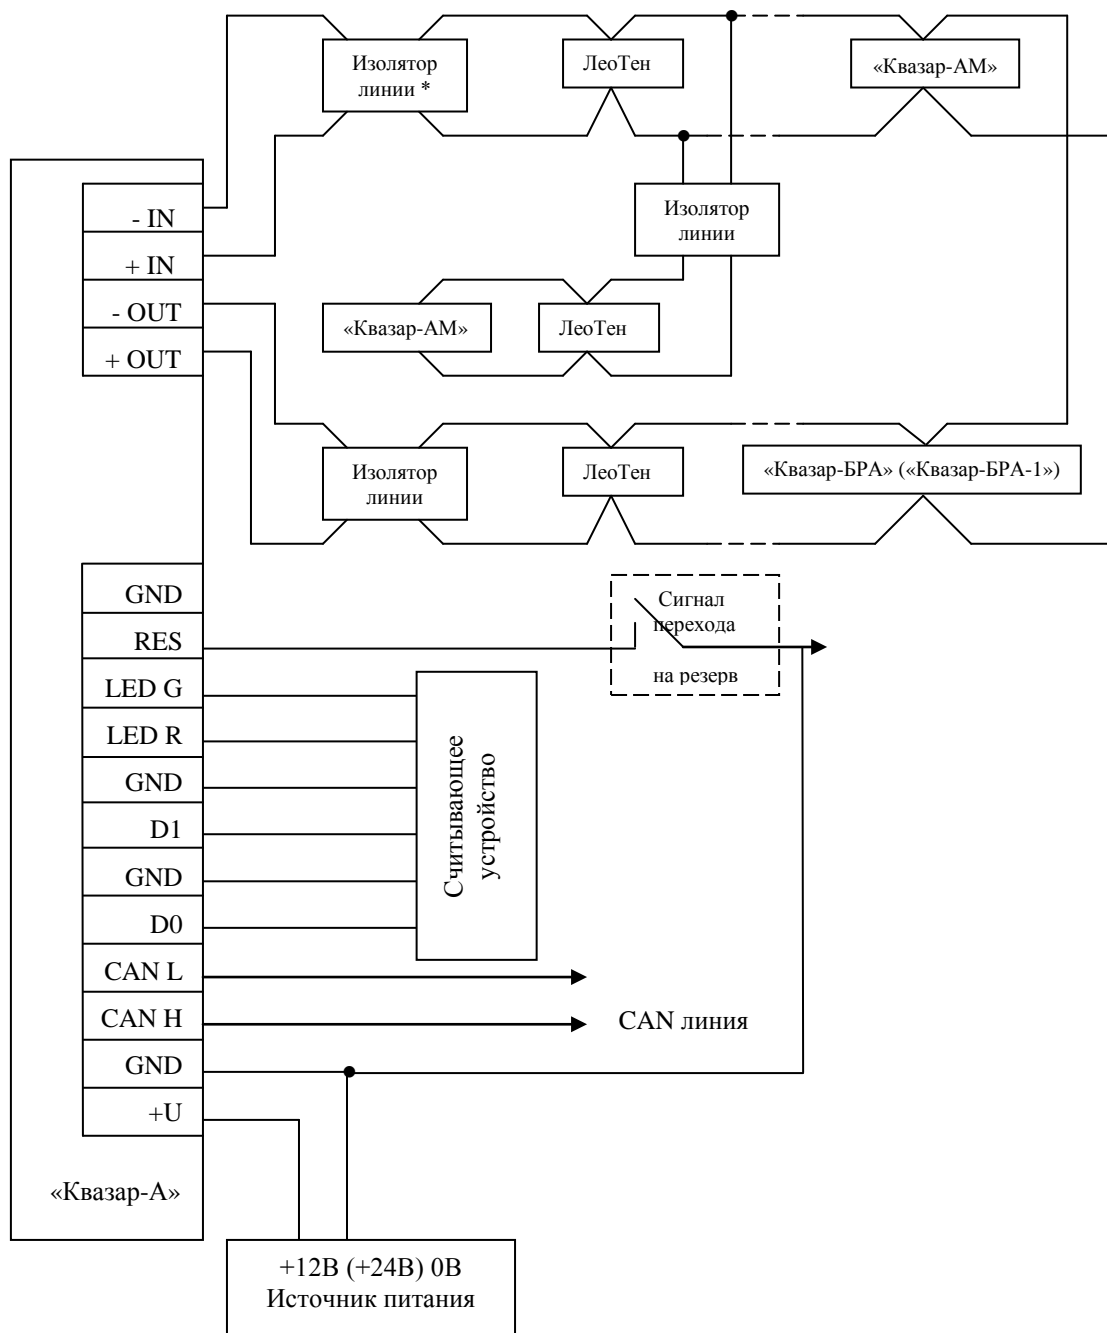 Изолятор
линии *
ЛеоТен
«Квазар-АМ»
- IN
+ IN
- OUT
+ OUT
Изолятор
линии
«Квазар-АМ»
ЛеоТен
Изолятор
линии
ЛеоТен
«Квазар-БРА» («Квазар-БРА-1»)
GND
RES
LED G
LED R
GND
D1
GND
D0
CAN L
CAN H
GND
+U
Сигнал
перехода
на резерв
Считывающее
устройство
CAN линия
«Квазар-А»
+12В (+24В) 0В
Источник питания